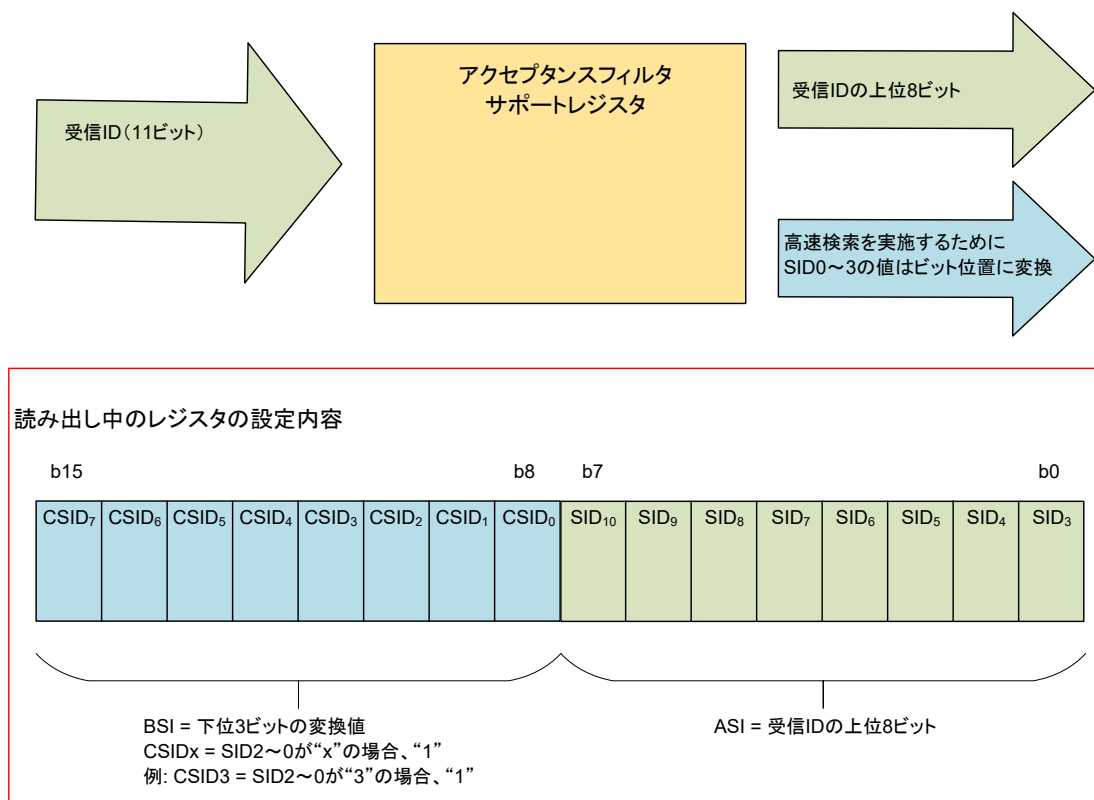 受信ID（11ビット）
アクセプタンスフィルタ
サポートレジスタ
受信IDの上位8ビット
高速検索を実施するために
SID0～3の値はビット位置に変換
読み出し中のレジスタの設定内容
b15 b8 b7 b0
CSID₇ CSID₆ CSID₅ CSID₄ CSID₃ CSID₂ CSID₁ CSID₀ SID₁₀ SID₉ SID₈ SID₇ SID₆ SID₅ SID₄ SID₃
BSI = 下位3ビットの変換値
CSIDx = SID2～0が“x”の場合、“1”
例: CSID3 = SID2～0が“3”の場合、“1”
ASI = 受信IDの上位8ビット